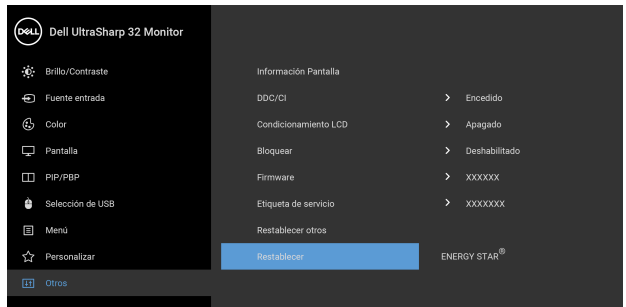 DELL Dell UltraSharp 32 Monitor
Brillo/Contraste Información Pantalla
Fuente entrada DDC/CI Encedido
Color Condicionamiento LCD Apagado
Pantalla Bloquear Deshabilitado
PIP/PBP Firmware XXXXXX
Selección de USB Etiqueta de servicio XXXXXXX
Menú Restablecer otros
Personalizar Restablecer ENERGY STAR®
Otros